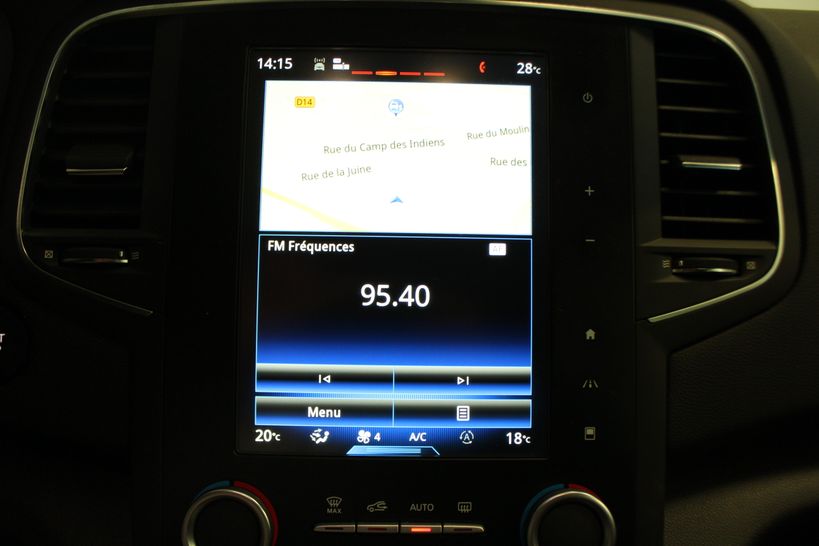 14:15 28°C
D14
Rue du Camp des Indiens
Rue du Moulin
Rue de la Juine
Rue des
FM Fréquences AF
95.40
Menu
20°C 4 A/C A 18°C
MAX AUTO